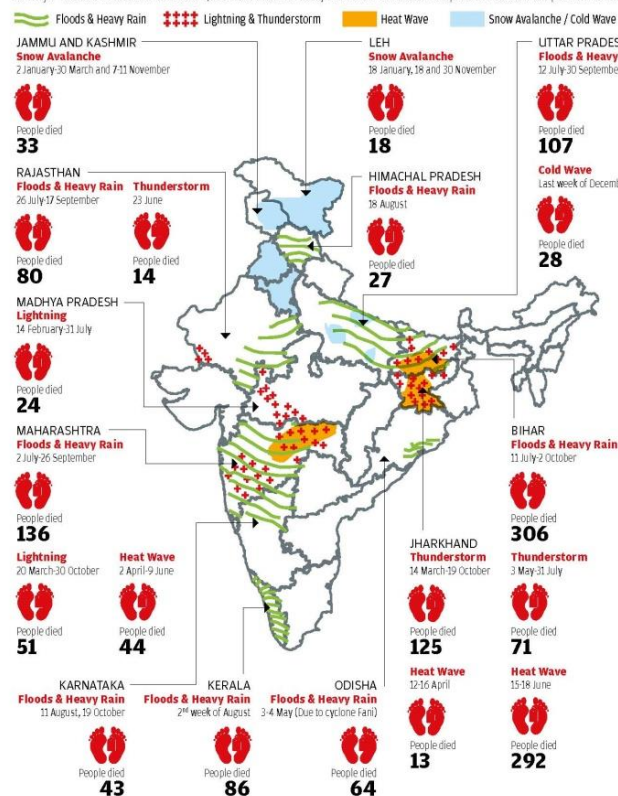 Floods & Heavy Rain Lightning & Thunderstorm Heat Wave Snow Avalanche / Cold Wave
JAMMU AND KASHMIR
Snow Avalanche
2 January-30 March and 7-11 November
People died
33
LEH
Snow Avalanche
18 January, 18 and 30 November
People died
18
Floods & Heavy
12 July-30 September
People died
107
Cold Wave
Last week of
People died
28
RAJASTHAN
Floods & Heavy Rain
26 July-17 September
People died
80
Thunderstorm
23 June
People died
14
HIMACHAL PRADESH
Floods & Heavy Rain
18 August
People died
27
MADHYA PRADESH
Lightning
14 February-31 July
People died
24
MAHARASHTRA
Floods & Heavy Rain
2 July-26 September
People died
136
Lightning
20 March-30 October
People died
51
Heat Wave
2 April-9 June
People died
44
BIHAR
Floods & Heavy Rain
11 July-2 October
People died
306
Thunderstorm
3 May-31 July
People died
71
Heat Wave
15-18 June
People died
292
JHARKHAND
Thunderstorm
14 March-19 October
People died
125
Heat Wave
12-16 April
People died
13
KARNATAKA
Floods & Heavy Rain
11 August, 19 October
People died
43
KERALA
Floods & Heavy Rain
2nd week of August
People died
86
ODISHA
Floods & Heavy Rain
3-4 May (Due to cyclone Fani)
People died
64